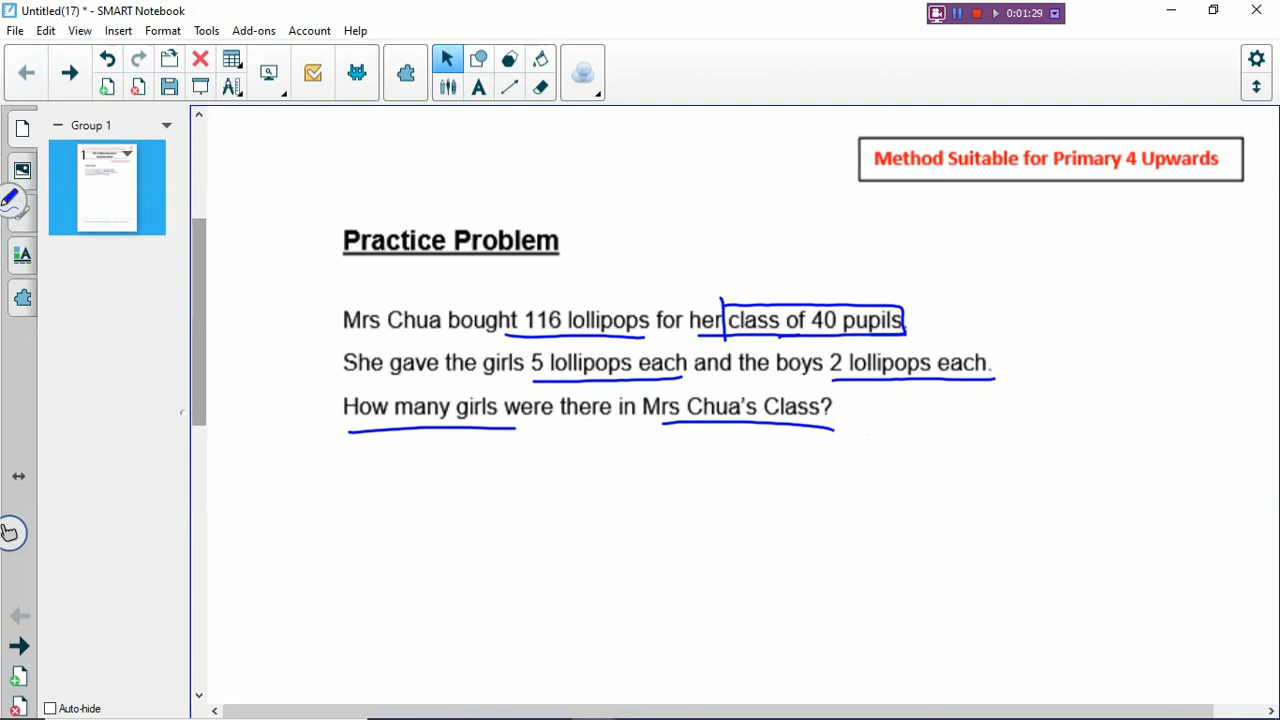 Untitled(17) * - SMART Notebook
00:01:29
File Edit View Insert Format Tools Add-ons Account Help
Group 1
1
Method Suitable for Primary 4 Upwards
Practice Problem
Mrs Chua bought 116 lollipops for her class of 40 pupils.
She gave the girls 5 lollipops each and the boys 2 lollipops each.
How many girls were there in Mrs Chua's Class?
Auto-hide